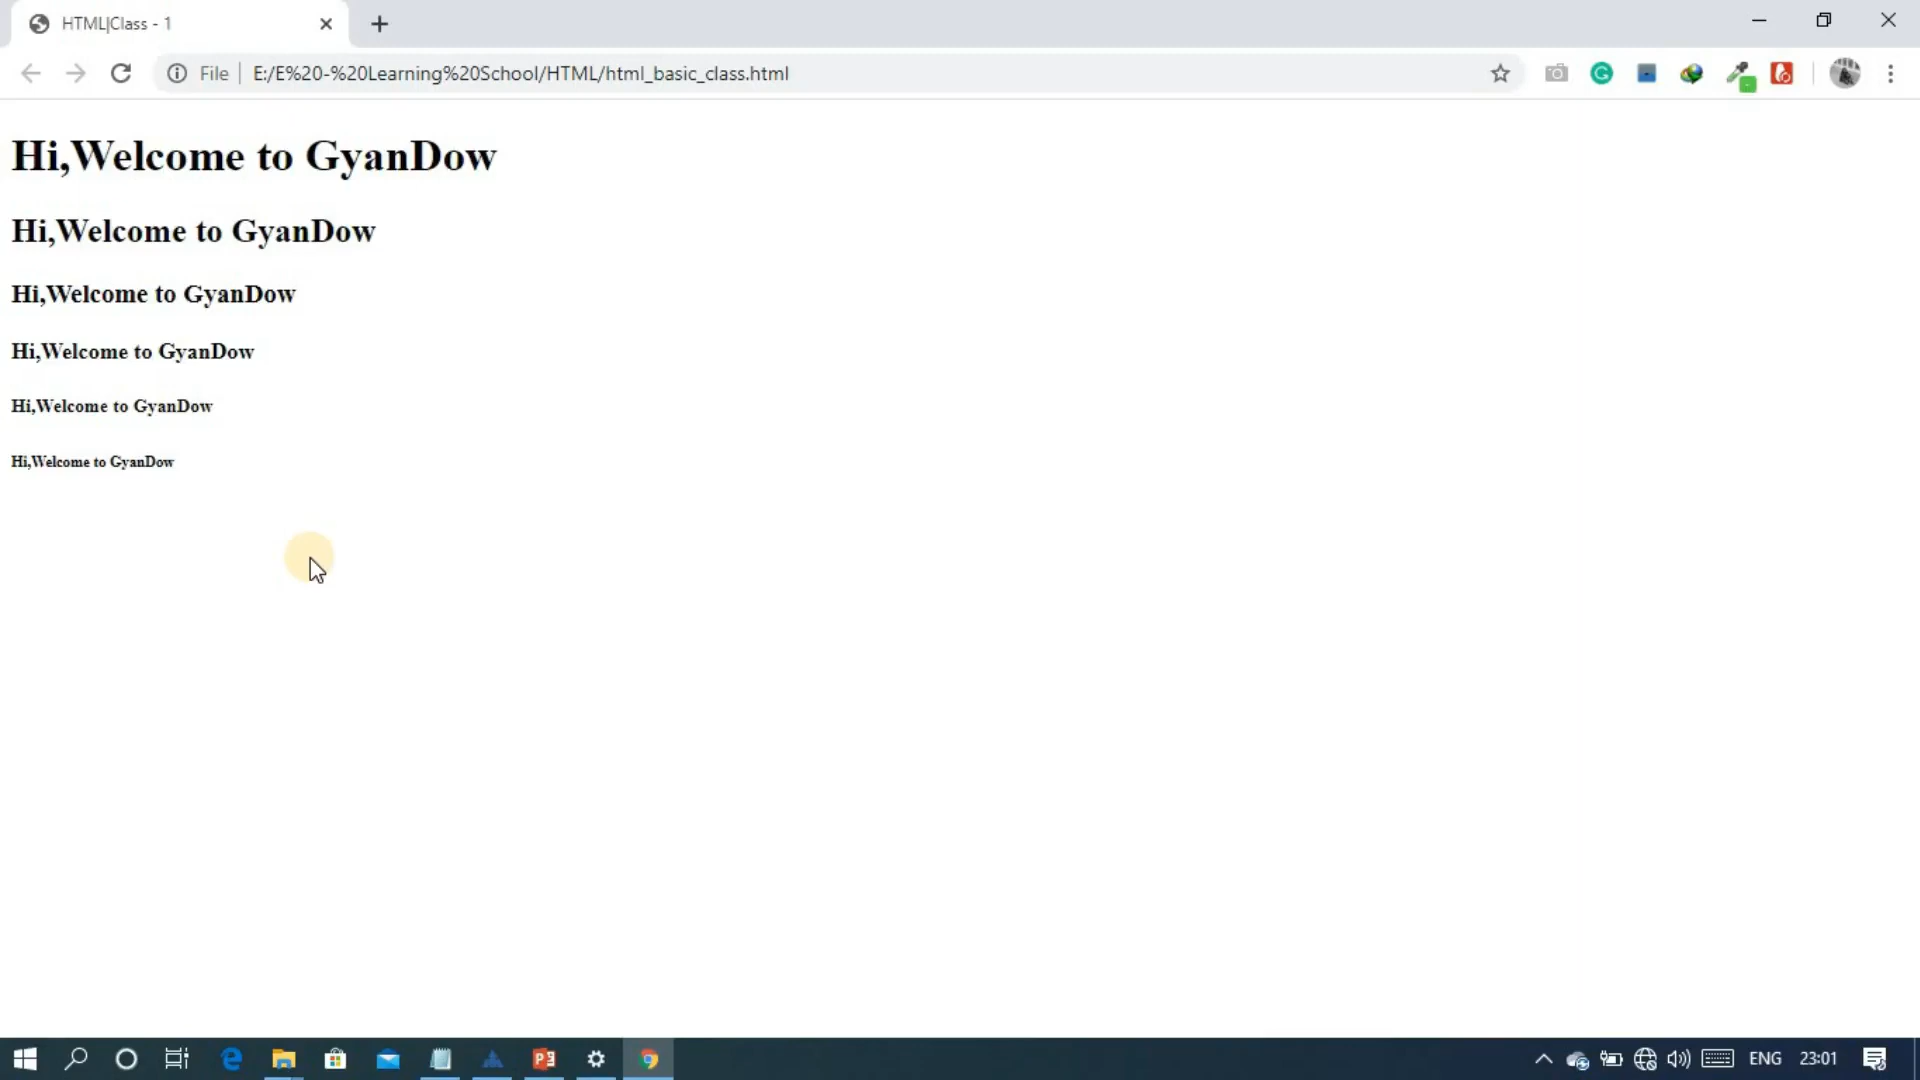 HTML|Class - 1
File
E:/E%20-%20Learning%20School/HTML/html_basic_class.html
Hi,Welcome to GyanDow
Hi,Welcome to GyanDow
Hi,Welcome to GyanDow
Hi,Welcome to GyanDow
Hi,Welcome to GyanDow
Hi,Welcome to GyanDow
ENG
23:01